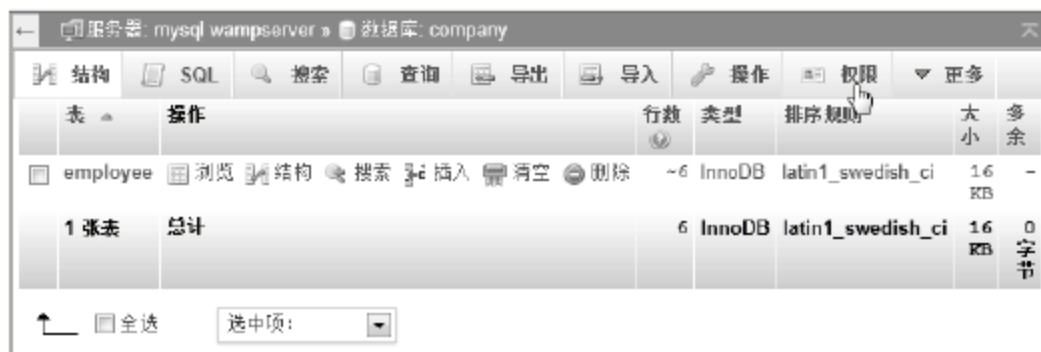 服务器: mysql wampserver » 数据库: company
结构 SQL 搜索 查询 导出 导入 操作 权限 更多
表 操作 行数 类型 排序规则 大小 多余
employee 浏览 结构 搜索 插入 清空 删除 ~6 InnoDB latin1_swedish_ci 16 KB -
1 张表 总计 6 InnoDB latin1_swedish_ci 16 KB 0 字节
全选 选中项: